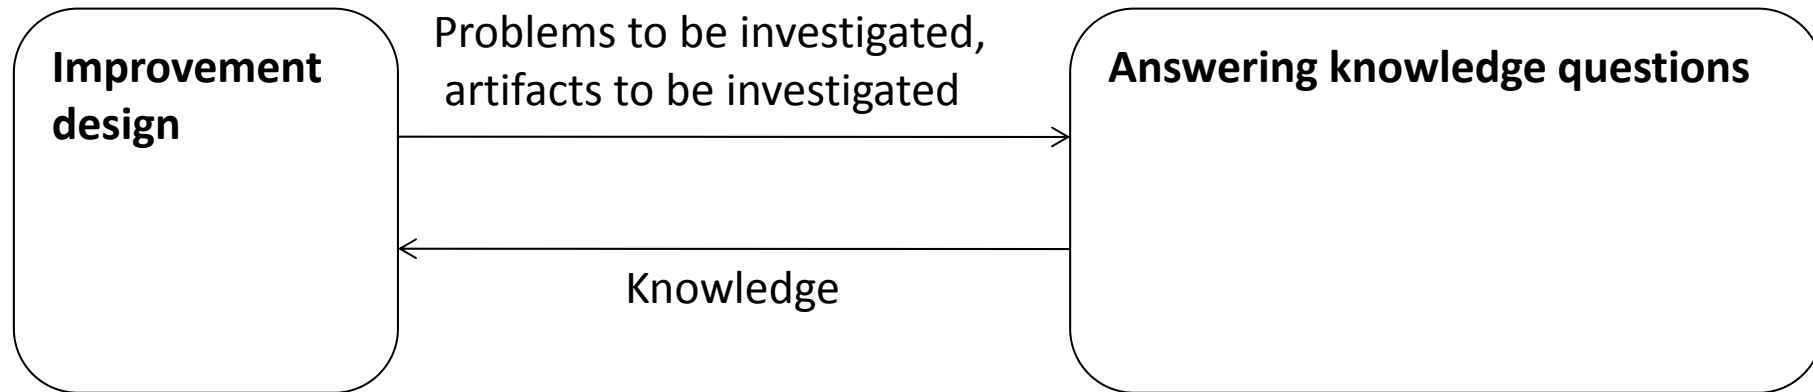 Improvement
design
Problems to be investigated,
artifacts to be investigated
Knowledge
Answering knowledge questions